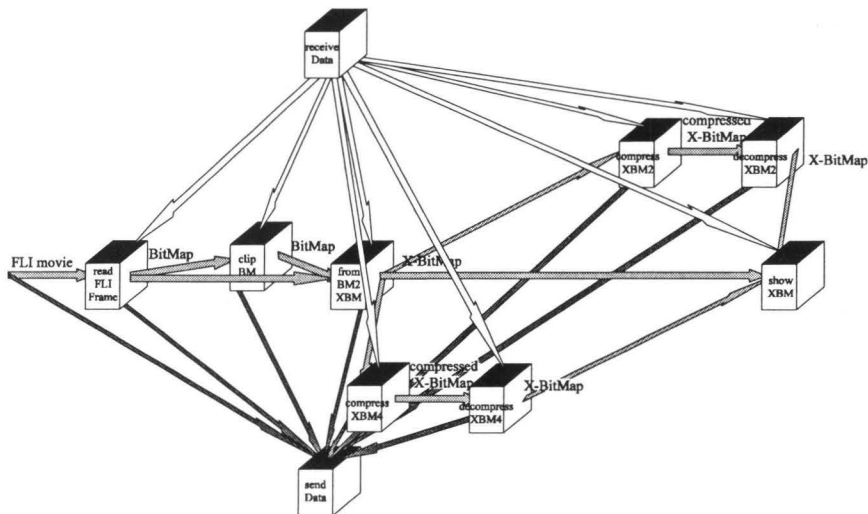 receive
Data
compressed
X-BitMap
compress
XBM2
decompress
XBM2
X-BitMap
FLI movie
read
FLI
Frame
BitMap
clip
BM
BitMap
from
BM2
XBM
X-BitMap
show
XBM
compressed
X-BitMap
compress
XBM4
decompress
XBM4
X-BitMap
send
Data